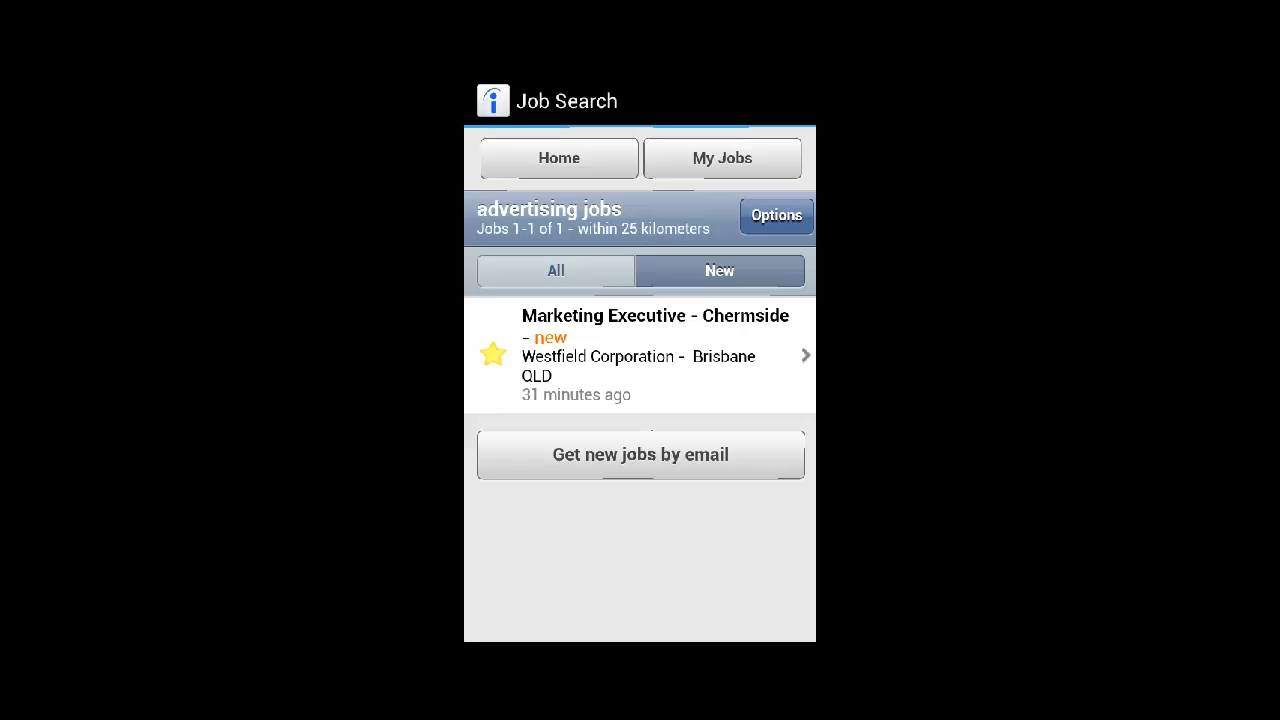 Job Search
Home
My Jobs
advertising jobs
Jobs 1-1 of 1 - within 25 kilometers
Options
All
New
Marketing Executive - Chermside
- new
Westfield Corporation - Brisbane
QLD
31 minutes ago
Get new jobs by email